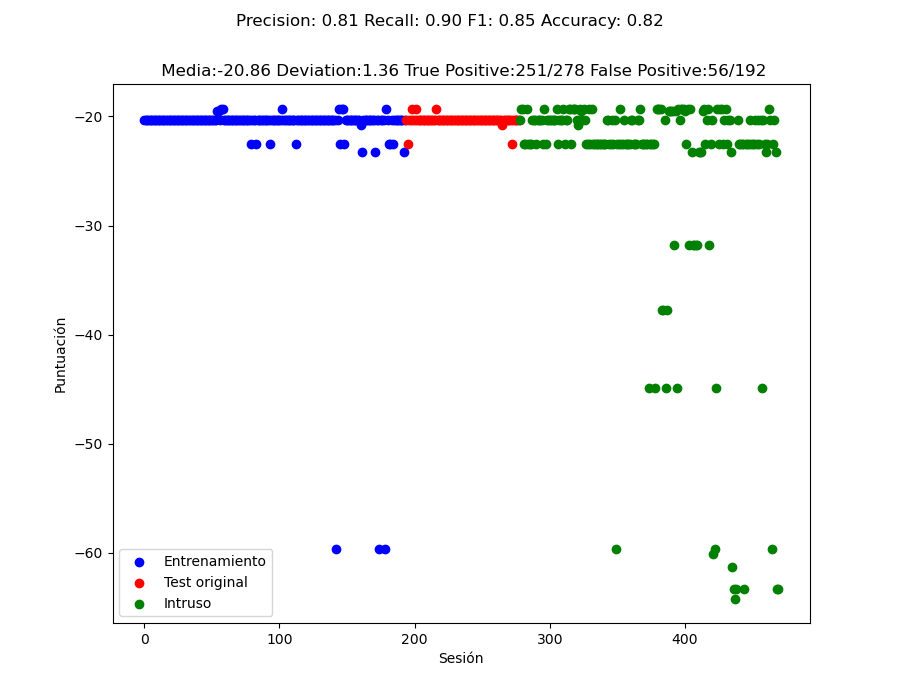 Precision: 0.81 Recall: 0.90 F1: 0.85 Accuracy: 0.82
Media:-20.86 Deviation:1.36 True Positive:251/278 False Positive:56/192
−20
−30
−40
−50
−60
Puntuación
Entrenamiento
Test original
Intruso
0 100 200 300 400
Sesión